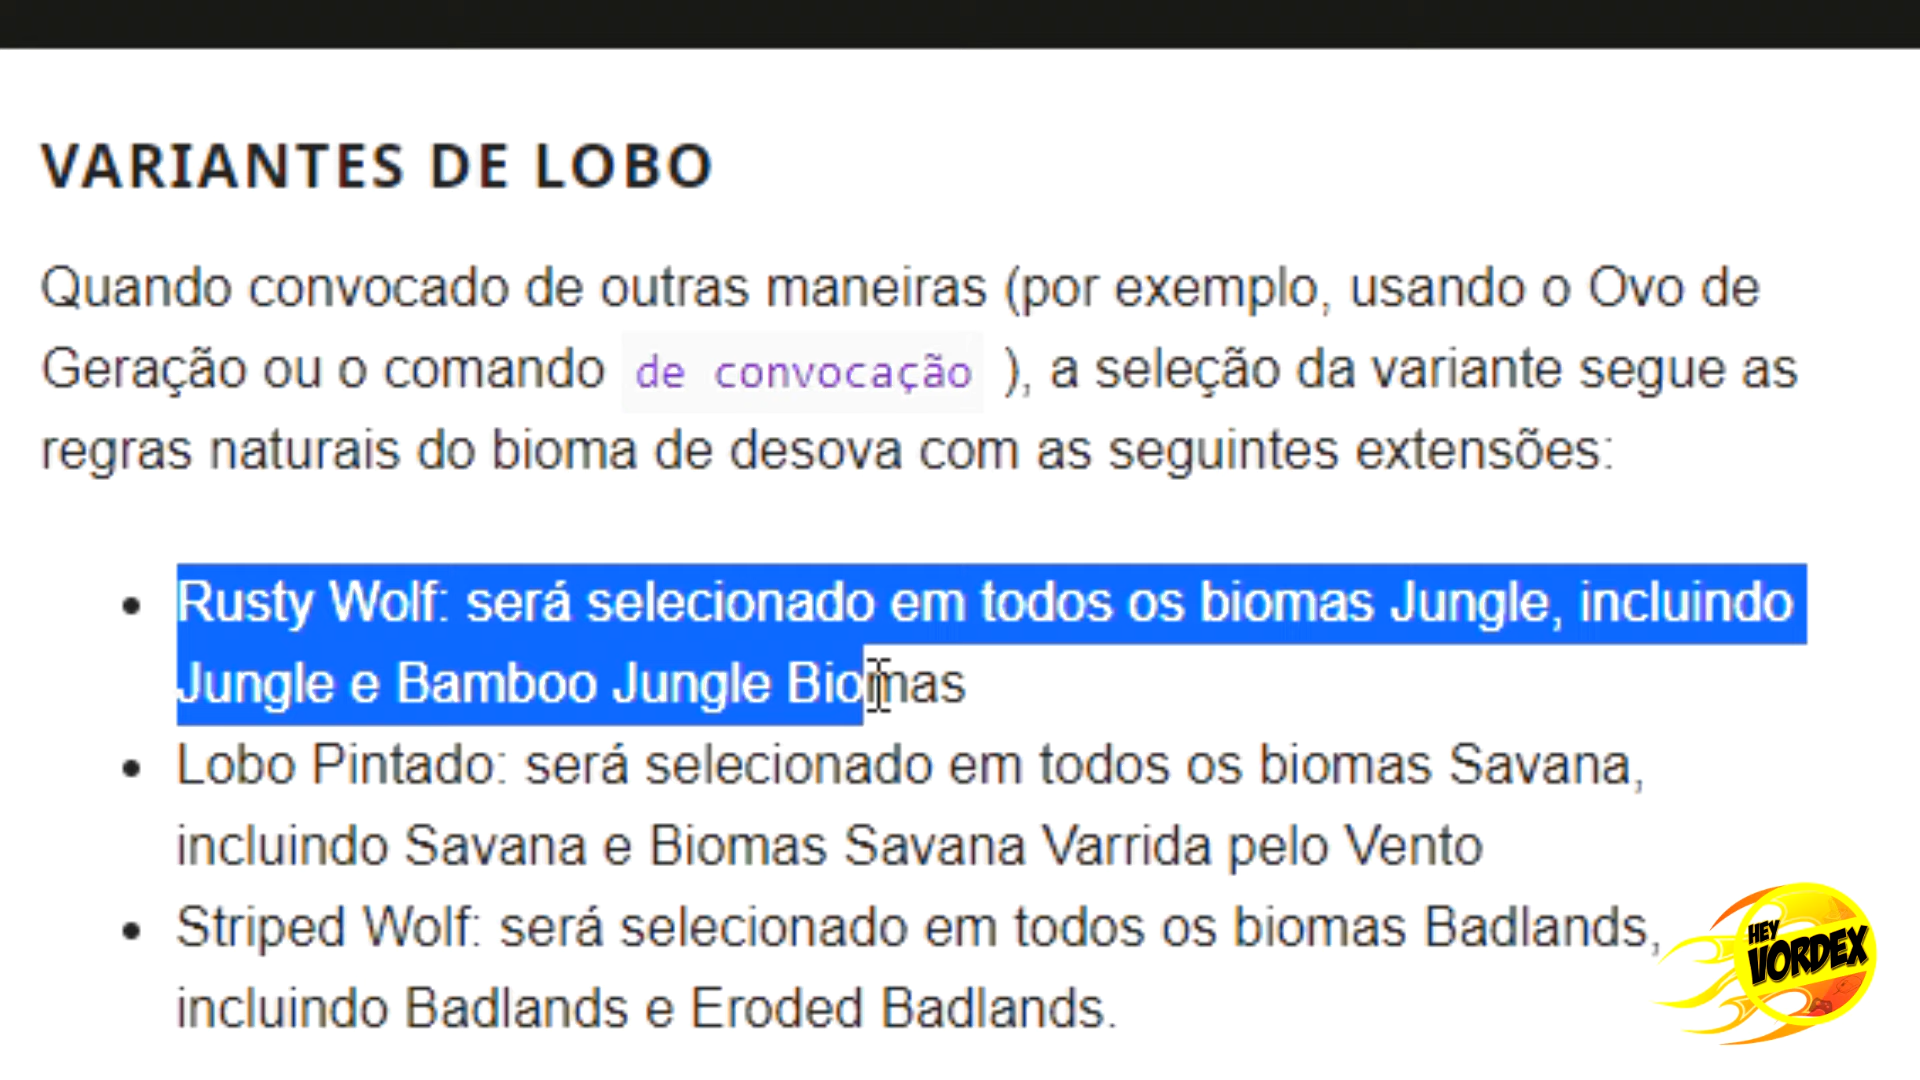 VARIANTES DE LOBO
Quando convocado de outras maneiras (por exemplo, usando o Ovo de
Geração ou o comando de convocação ), a seleção da variante segue as
regras naturais do bioma de desova com as seguintes extensões:
• Rusty Wolf: será selecionado em todos os biomas Jungle, incluindo
Jungle e Bamboo Jungle Biomas
• Lobo Pintado: será selecionado em todos os biomas Savana,
incluindo Savana e Biomas Savana Varrida pelo Vento
• Striped Wolf: será selecionado em todos os biomas Badlands,
incluindo Badlands e Eroded Badlands.
HEY
VORDEX